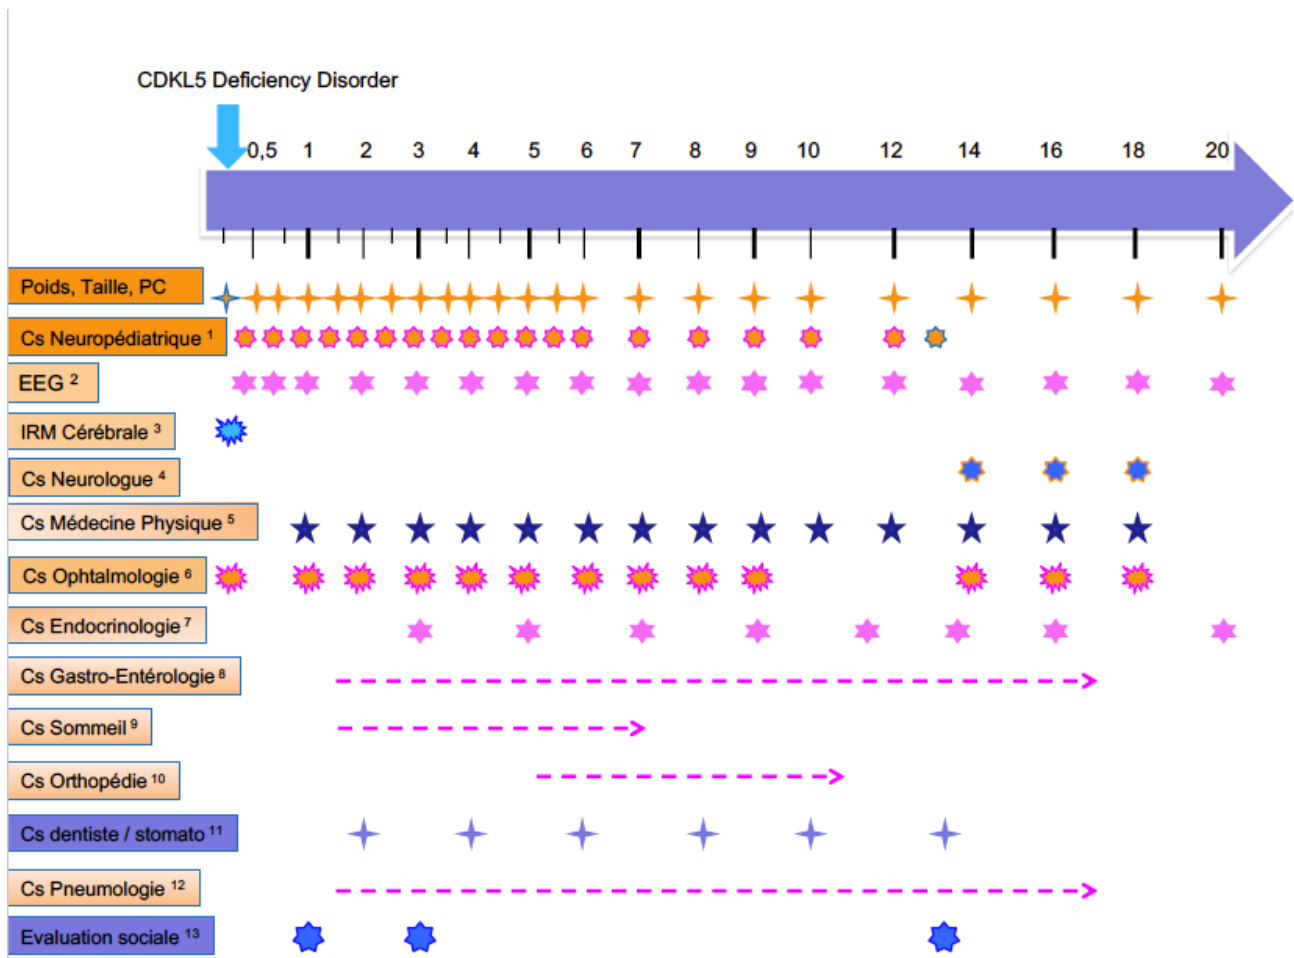 CDKL5 Deficiency Disorder
0,5 1 2 3 4 5 6 7 8 9 10 12 14 16 18 20
Poids, Taille, PC
Cs Neuropédiatrique 1
EEG 2
IRM Cérébrale 3
Cs Neurologue 4
Cs Médecine Physique 5
Cs Ophtalmologie 6
Cs Endocrinologie 7
Cs Gastro-Entérologie 8
Cs Sommeil 9
Cs Orthopédie 10
Cs dentiste / stomato 11
Cs Pneumologie 12
Evaluation sociale 13